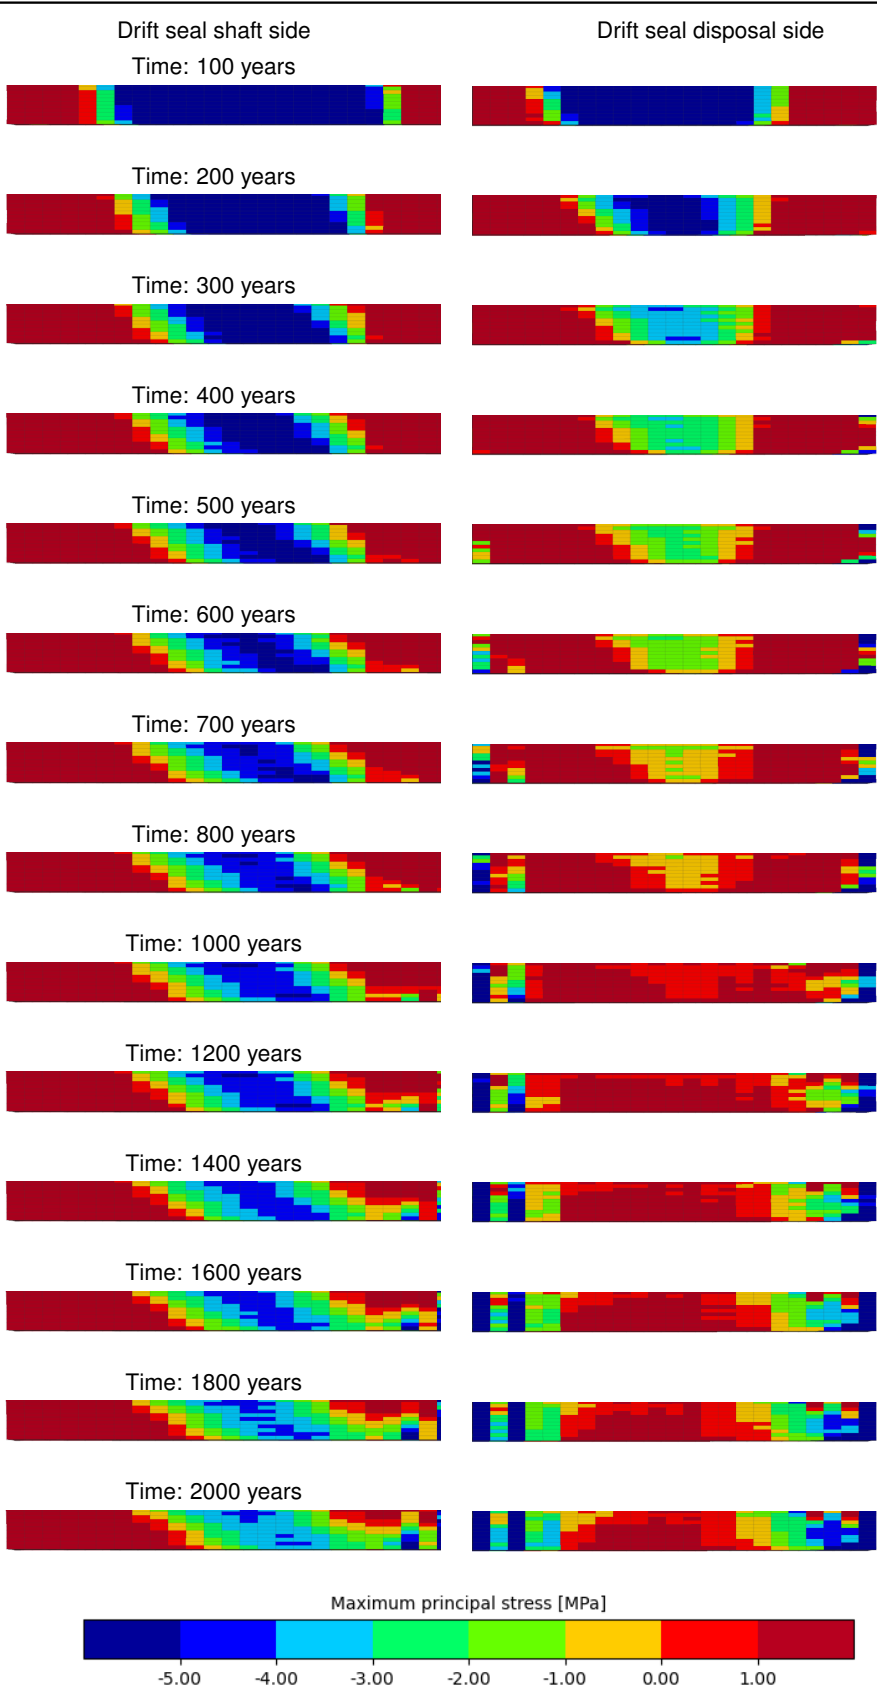 Drift seal shaft side Drift seal disposal side
Time: 100 years
Time: 200 years
Time: 300 years
Time: 400 years
Time: 500 years
Time: 600 years
Time: 700 years
Time: 800 years
Time: 1000 years
Time: 1200 years
Time: 1400 years
Time: 1600 years
Time: 1800 years
Time: 2000 years
Maximum principal stress [MPa]
-5.00 -4.00 -3.00 -2.00 -1.00 0.00 1.00